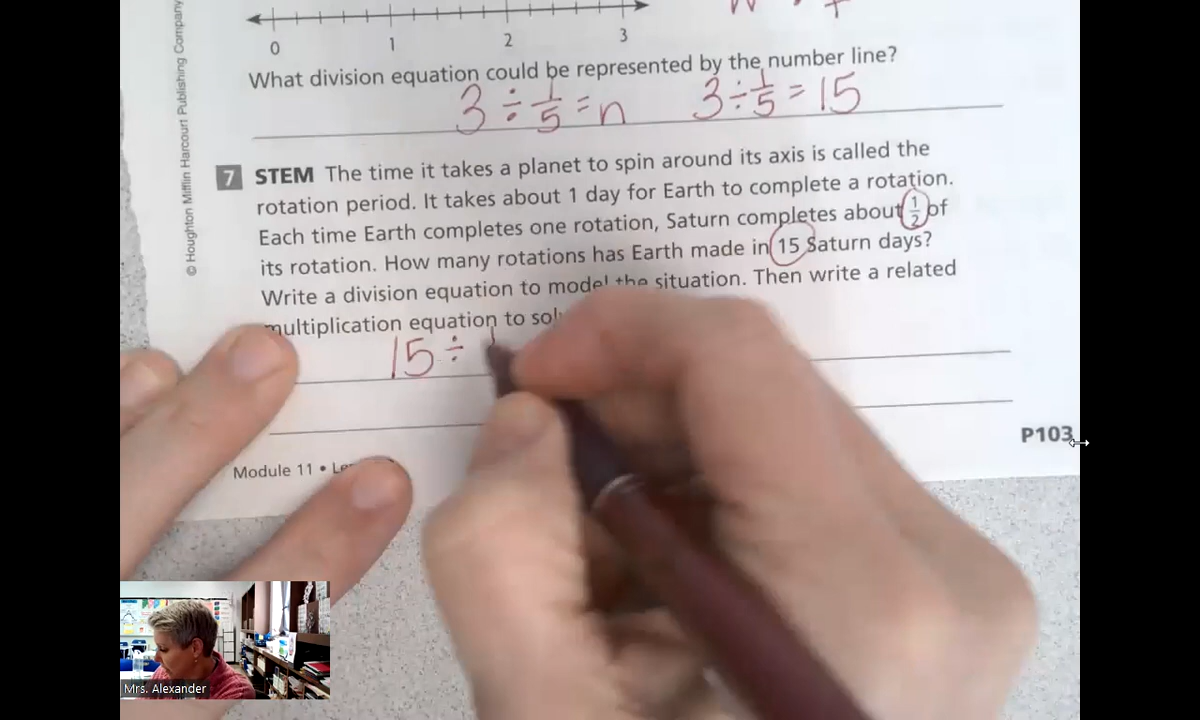 © Houghton Mifflin Harcourt Publishing Company
0 1 2 3
What division equation could be represented by the number line?
3 ÷ 1/5 = n 3 ÷ 1/5 = 15
7 STEM The time it takes a planet to spin around its axis is called the
rotation period. It takes about 1 day for Earth to complete a rotation.
Each time Earth completes one rotation, Saturn completes about 1/2 of
its rotation. How many rotations has Earth made in 15 Saturn days?
Write a division equation to model the situation. Then write a related
multiplication equation to
15 ÷
P103
Module 11 •
Mrs. Alexander